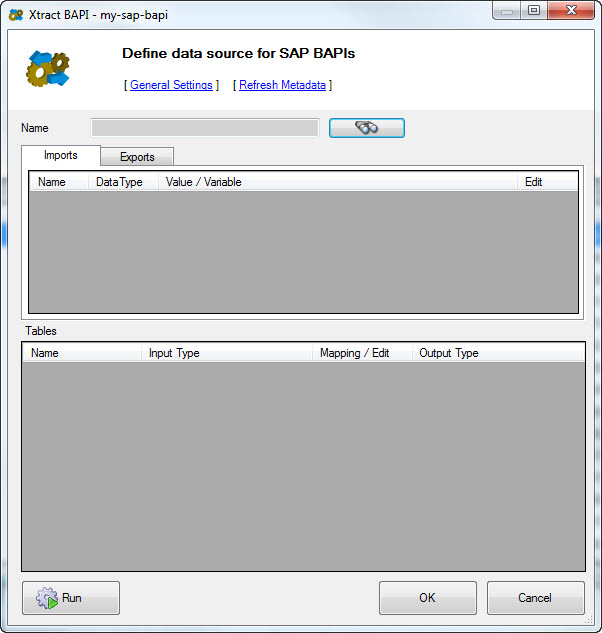 Xtract BAPI - my-sap-bapi
Define data source for SAP BAPIs
[ General Settings ] [ Refresh Metadata ]
Name
Imports Exports
Name DataType Value / Variable Edit
Tables
Name Input Type Mapping / Edit Output Type
Run OK Cancel